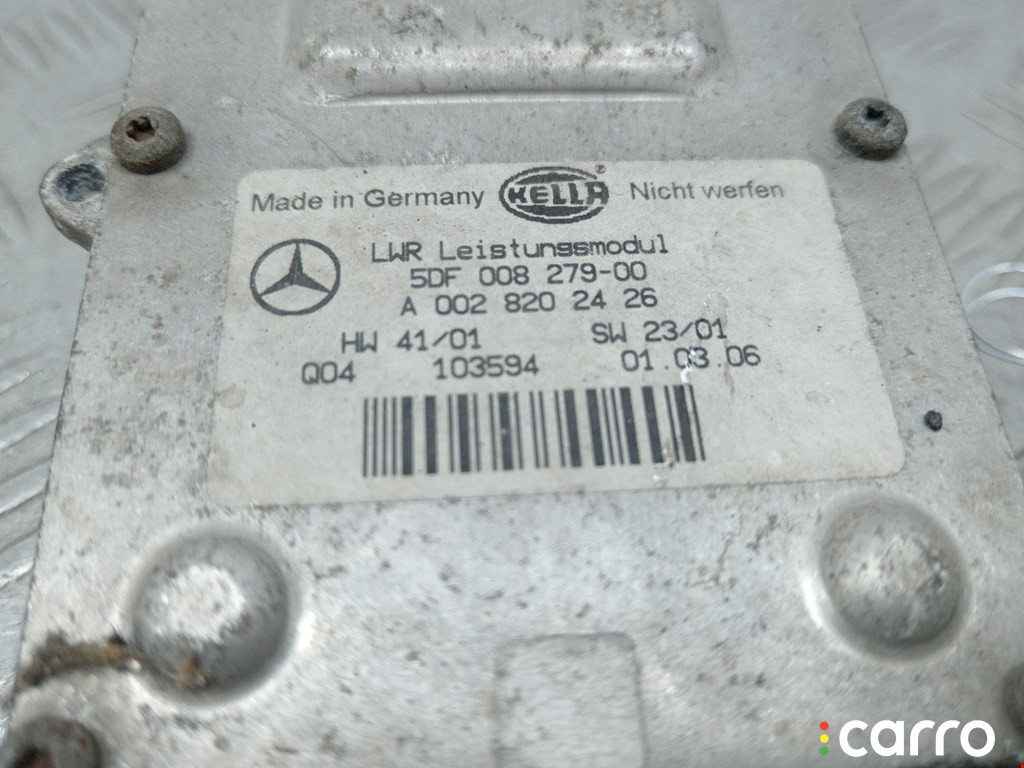 Made in Germany HELLA® Nicht werfen
LWR Leistungsmodul
5DF 008 279-00
A 002 820 24 26
HW 41/01 SW 23/01
Q04 103594 01.03.06
carro